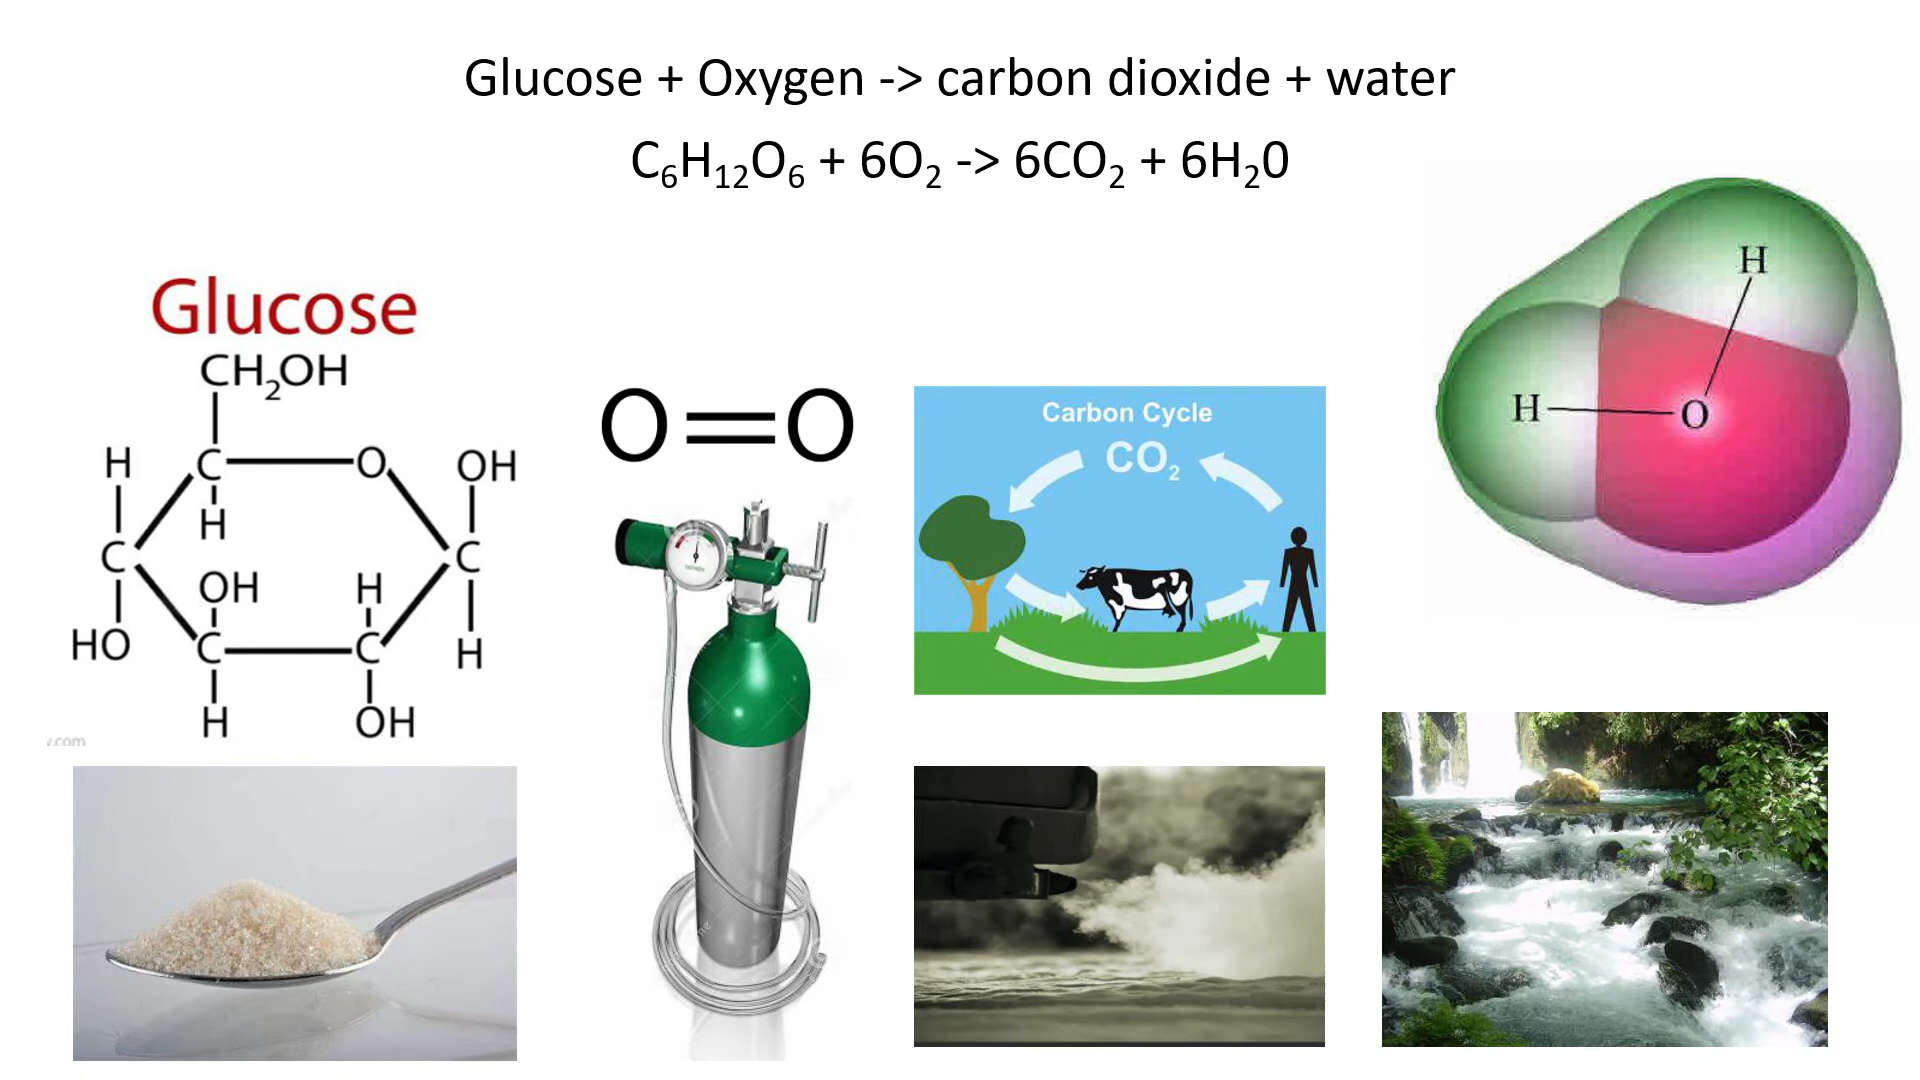 Glucose + Oxygen -> carbon dioxide + water
C₆H₁₂O₆ + 6O₂ -> 6CO₂ + 6H₂0
Glucose
CH₂OH
H C O OH
H
C C
OH H
HO C C H
H OH
O=O
Carbon Cycle
CO₂
H
H O